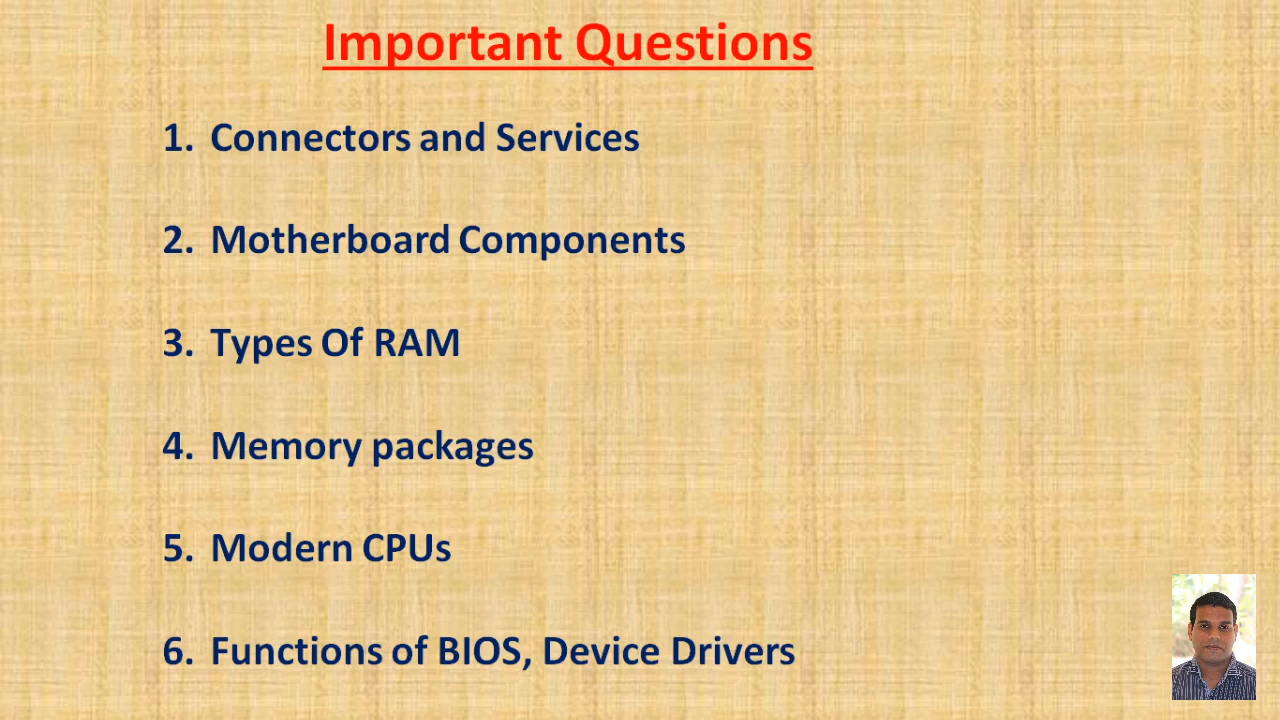 Important Questions
1. Connectors and Services
2. Motherboard Components
3. Types Of RAM
4. Memory packages
5. Modern CPUs
6. Functions of BIOS, Device Drivers